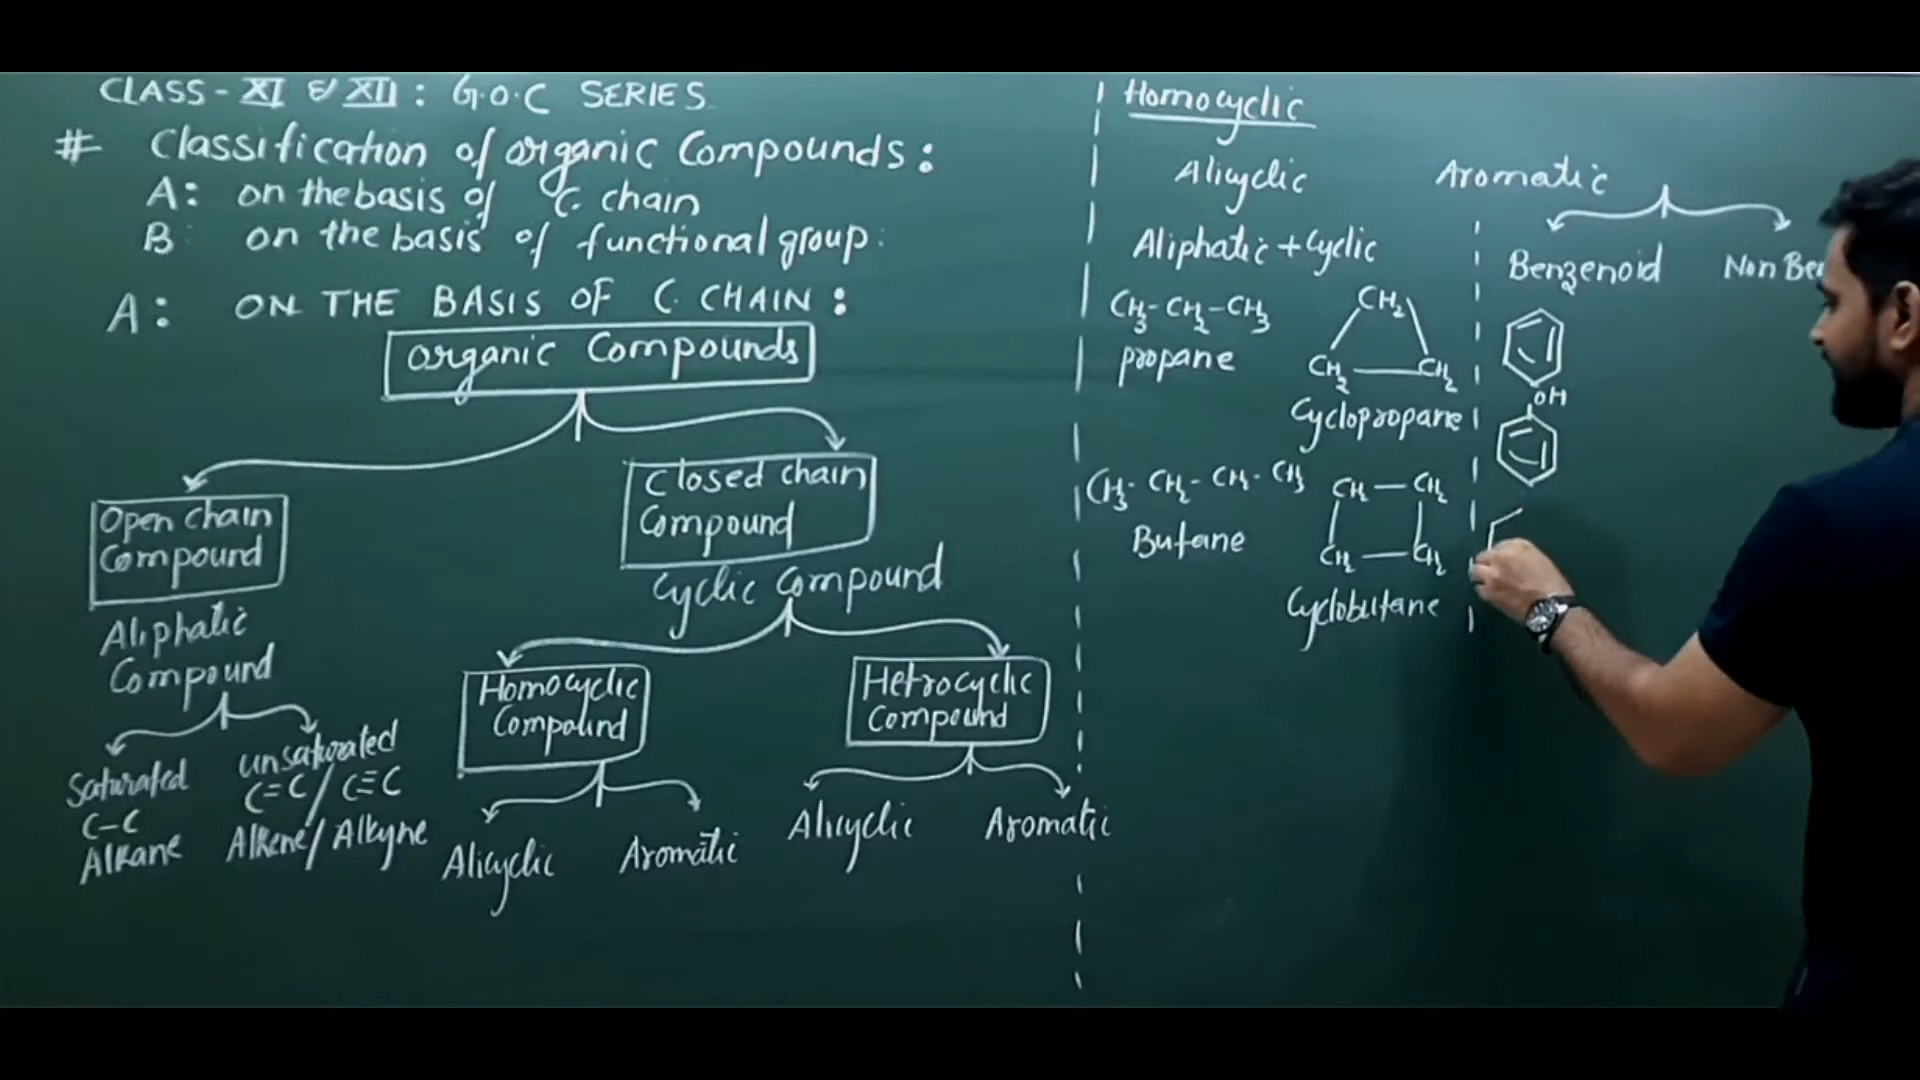 CLASS - XI & XII : G.O.C SERIES
# Classification of organic Compounds:
A: on the basis of C. chain
B: on the basis of functional group:
A: ON THE BASIS OF C. CHAIN:
organic Compounds
Open chain
Compound
Closed chain
Compound
Cyclic Compound
Aliphatic
Compound
Homocyclic
Compound
Hetrocyclic
Compound
Saturated
C-C
Alkane
unsaturated
C=C/C≡C
Alkene/Alkyne
Alicyclic
Aromatic
Alicyclic
Aromatic
Homocyclic
Alicyclic
Aliphatic + Cyclic
CH3-CH2-CH3
propane
CH2
CH2
CH2
Cyclopropane
CH3-CH2-CH2-CH3
Butane
CH2-CH2
CH2-CH2
Cyclobutane
Aromatic
Benzenoid
Non Be
OH